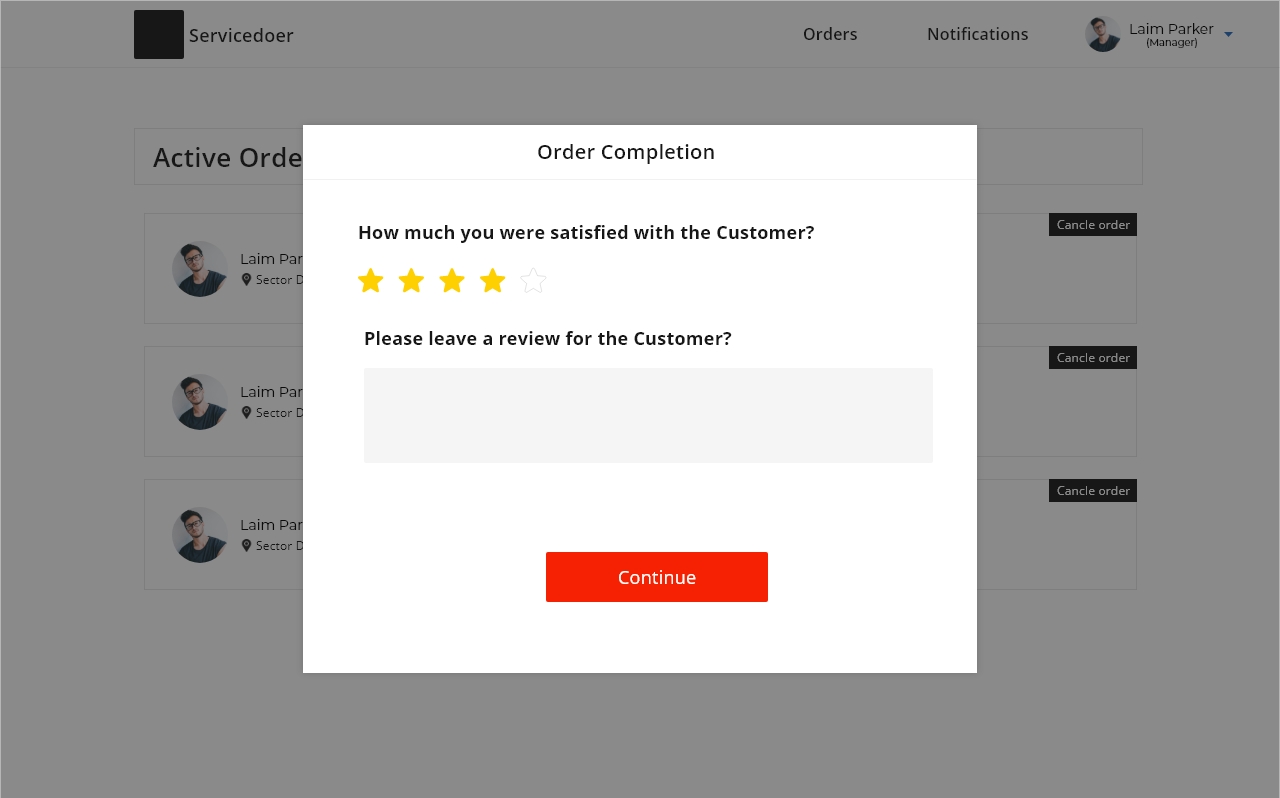 Servicedoer
Orders
Notifications
Laim Parker
(Manager)
Active Orde
Order Completion
How much you were satisfied with the Customer?
Please leave a review for the Customer?
Continue
Laim Par
Sector D
Cancle order
Laim Par
Sector D
Cancle order
Laim Par
Sector D
Cancle order